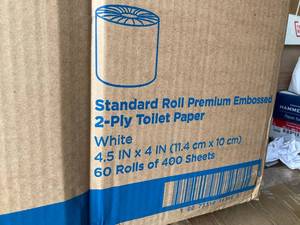 Standard Roll Premium Embossed
2-Ply Toilet Paper
White
4.5 IN x 4 IN (11.4 cm x 10 cm)
60 Rolls of 400 Sheets
HAMME